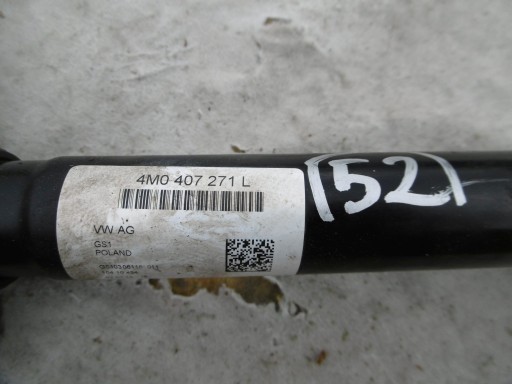 4M0 407 271 L
VW AG
GS1
POLAND
(52)